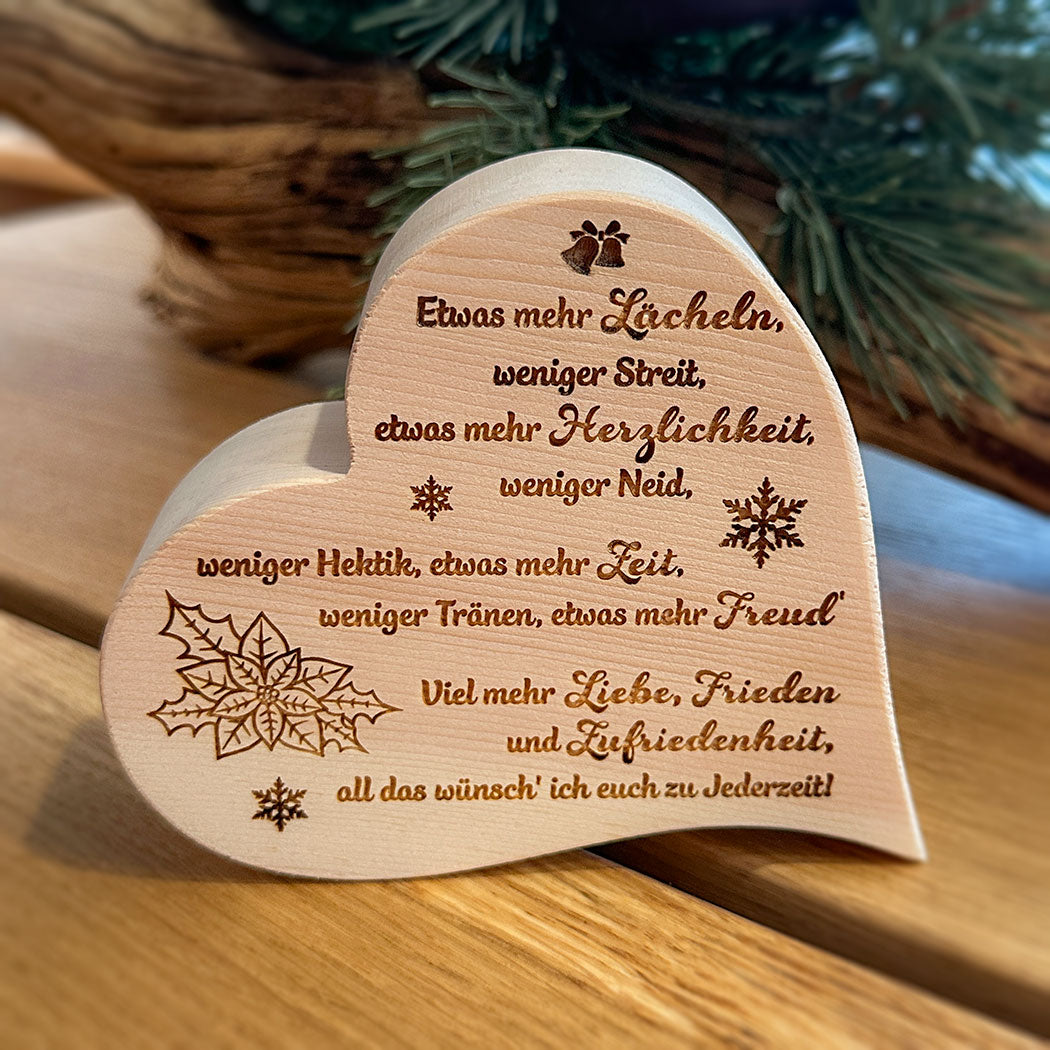 Etwas mehr Lächeln,
weniger Streit,
etwas mehr Herzlichkeit,
weniger Neid,
weniger Hektik, etwas mehr Zeit,
weniger Tränen, etwas mehr Freud'
Viel mehr Liebe, Frieden
und Zufriedenheit,
all das wünsch' ich euch zu Jederzeit!